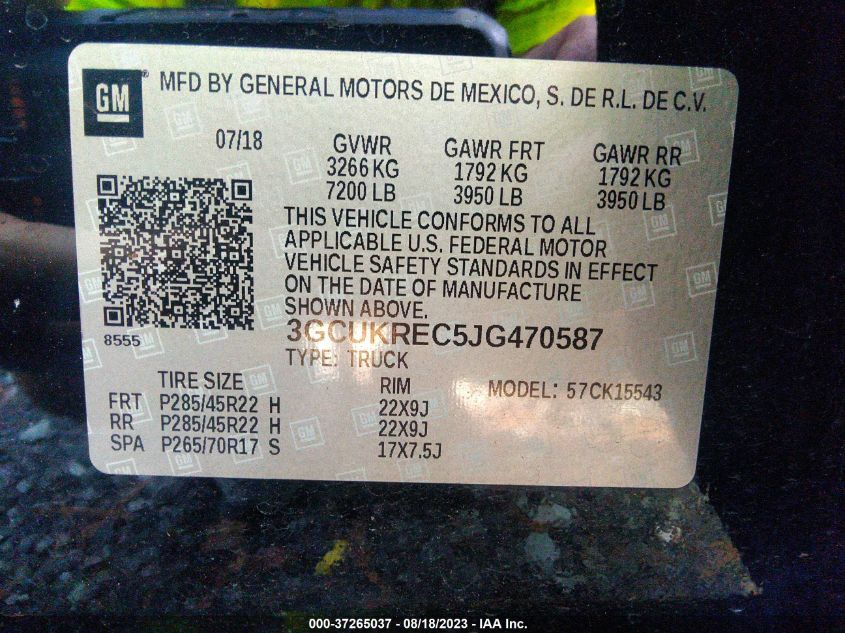 GM
MFD BY GENERAL MOTORS DE MEXICO, S. DE R.L. DE C.V.
07/18
GVWR GAWR FRT GAWR RR
3266 KG 1792 KG 1792 KG
7200 LB 3950 LB 3950 LB
THIS VEHICLE CONFORMS TO ALL
APPLICABLE U.S. FEDERAL MOTOR
VEHICLE SAFETY STANDARDS IN EFFECT
ON THE DATE OF MANUFACTURE
SHOWN ABOVE.
8555
3GCUKREC5JG470587
TYPE: TRUCK
TIRE SIZE RIM MODEL: 57CK15543
FRT P285/45R22 H 22X9J
RR P285/45R22 H 22X9J
SPA P265/70R17 S 17X7.5J
000-37265037 - 08/18/2023 - IAA Inc.